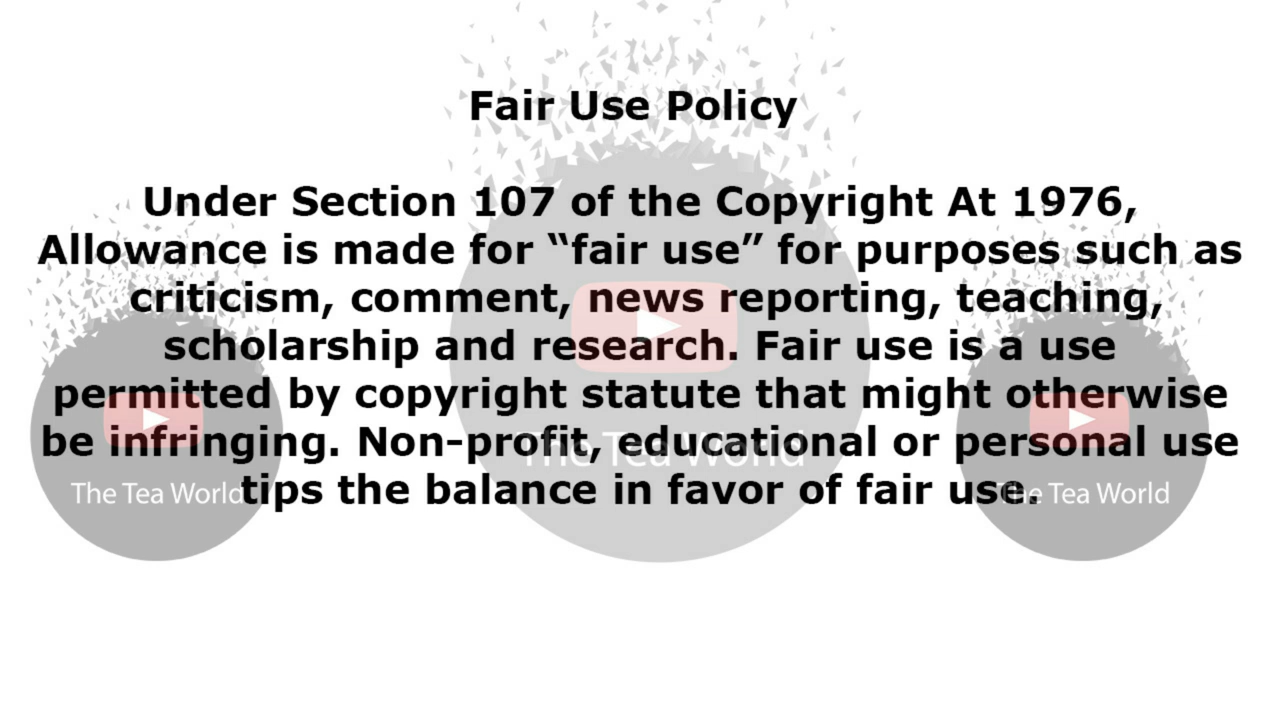 Fair Use Policy
Under Section 107 of the Copyright At 1976,
Allowance is made for “fair use” for purposes such as
criticism, comment, news reporting, teaching,
scholarship and research. Fair use is a use
permitted by copyright statute that might otherwise
be infringing. Non-profit, educational or personal use
The Tea World
tips the balance in favor of fair use.
The Tea World
The Tea World